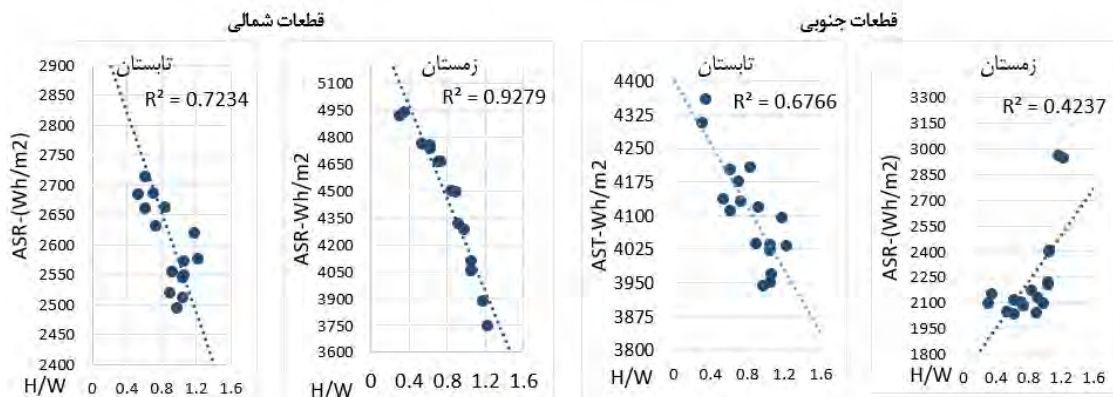 قطعات شمالی
قطعات جنوبی
تابستان
R² = 0.7234
ASR-(Wh/m2)
2900
2850
2800
2750
2700
2650
2600
2550
2500
2450
2400
H/W
0 0.4 0.8 1.2 1.6
زمستان
R² = 0.9279
ASR-Wh/m2
5100
4950
4800
4650
4500
4350
4200
4050
3900
3750
3600
H/W
0 0.4 0.8 1.2 1.6
تابستان
R² = 0.6766
AST-Wh/m2
4400
4325
4250
4175
4100
4025
3950
3875
3800
H/W
0.4 0.8 1.2 1.6
0
زمستان
R² = 0.4237
ASR-(Wh/m2)
3300
3150
3000
2850
2700
2550
2400
2250
2100
1950
1800
H/W
0 0.4 0.8 1.2 1.6